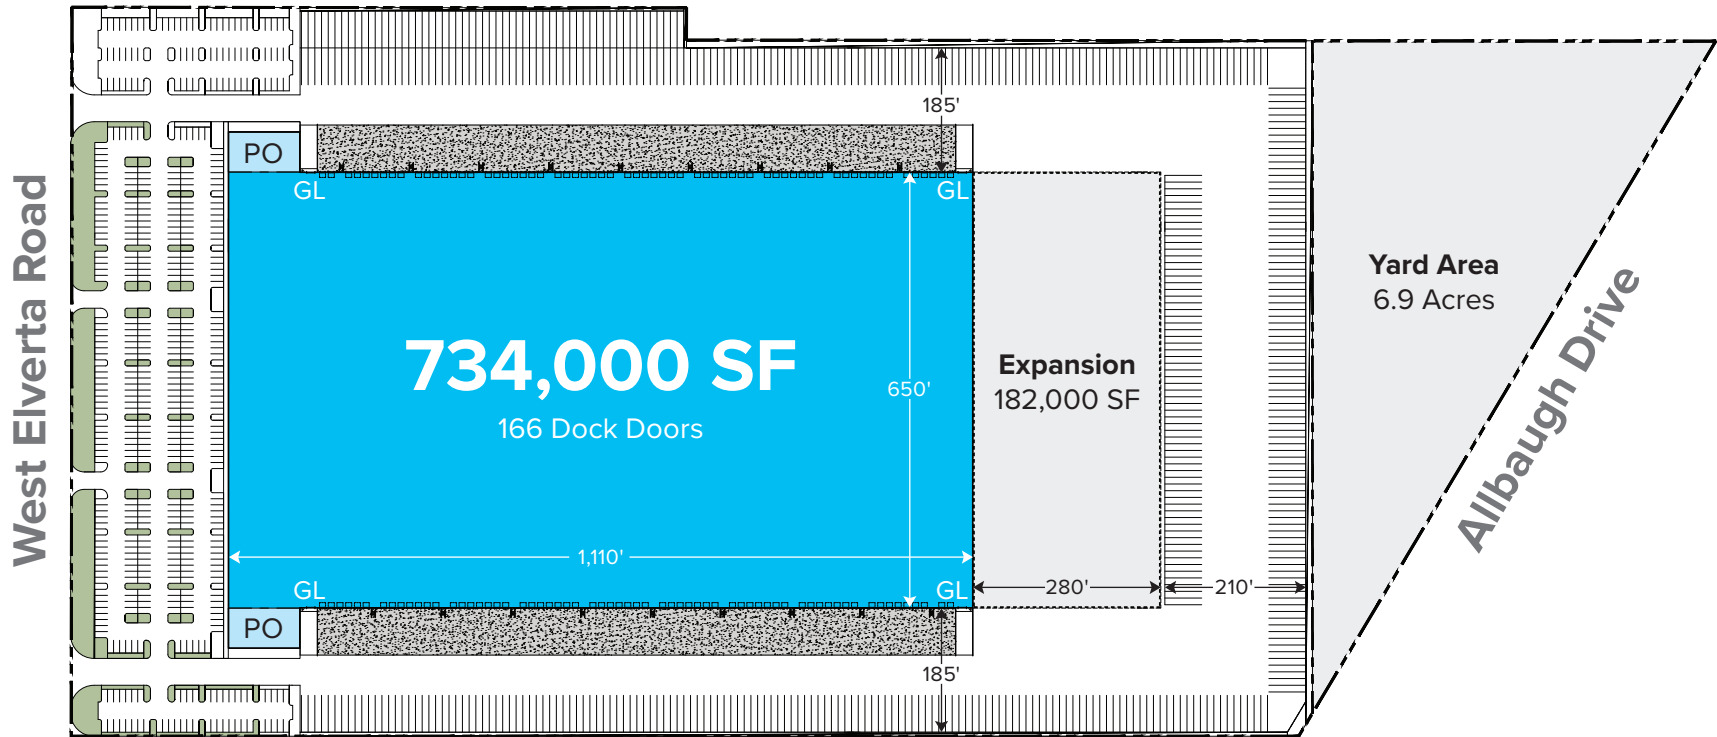 185'
PO
GL
GL
West Elverta Road
Yard Area
6.9 Acres
734,000 SF
166 Dock Doors
650'
Expansion
182,000 SF
Allbaugh Drive
1,110'
GL
GL
280'
210'
PO
185'